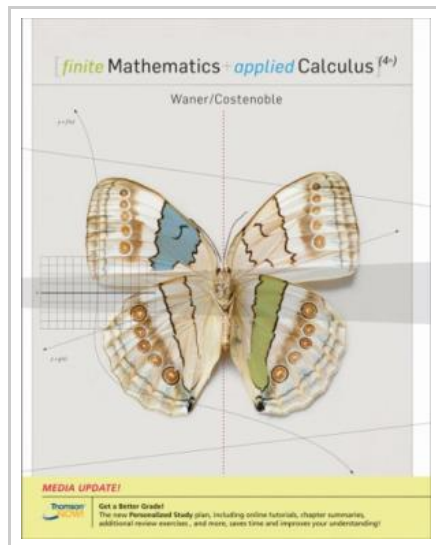 [finite Mathematics + applied Calculus] (4e)
Waner/Costenoble
y = f(x)
y = g(x)
MEDIA UPDATE!
Thomson NOW!
Get a Better Grade!
The new Personalized Study plan, including online tutorials, chapter summaries,
additional review exercises, and more, saves time and improves your understanding!